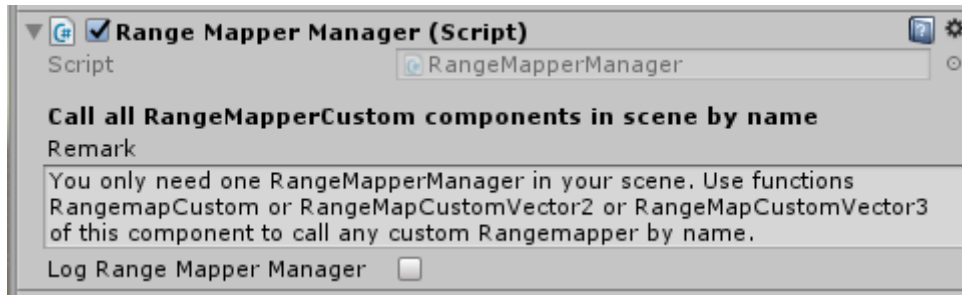 Range Mapper Manager (Script)
Script RangeMapperManager
Call all RangeMapperCustom components in scene by name
Remark
You only need one RangeMapperManager in your scene. Use functions
RangemapCustom or RangeMapCustomVector2 or RangeMapCustomVector3
of this component to call any custom Rangemapper by name.
Log Range Mapper Manager